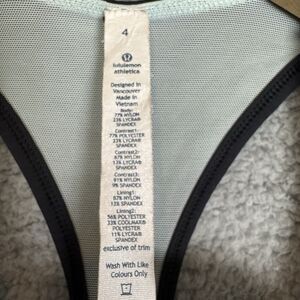 4
lululemon
athletica
Designed in
Vancouver
Made in
Vietnam
Body:
77% NYLON
23% LYCRA®
SPANDEX
Contrast1:
77% POLYESTER
23% LYCRA®
SPANDEX
Contrast2:
87% NYLON
13% LYCRA®
SPANDEX
Contrast3:
91% NYLON
9% SPANDEX
Lining1:
87% NYLON
13% LYCRA®
SPANDEX
Lining2:
56% POLYESTER
33% COOLMAX®
POLYESTER
11% LYCRA®
SPANDEX
exclusive of trim
Wash With Like
Colours Only